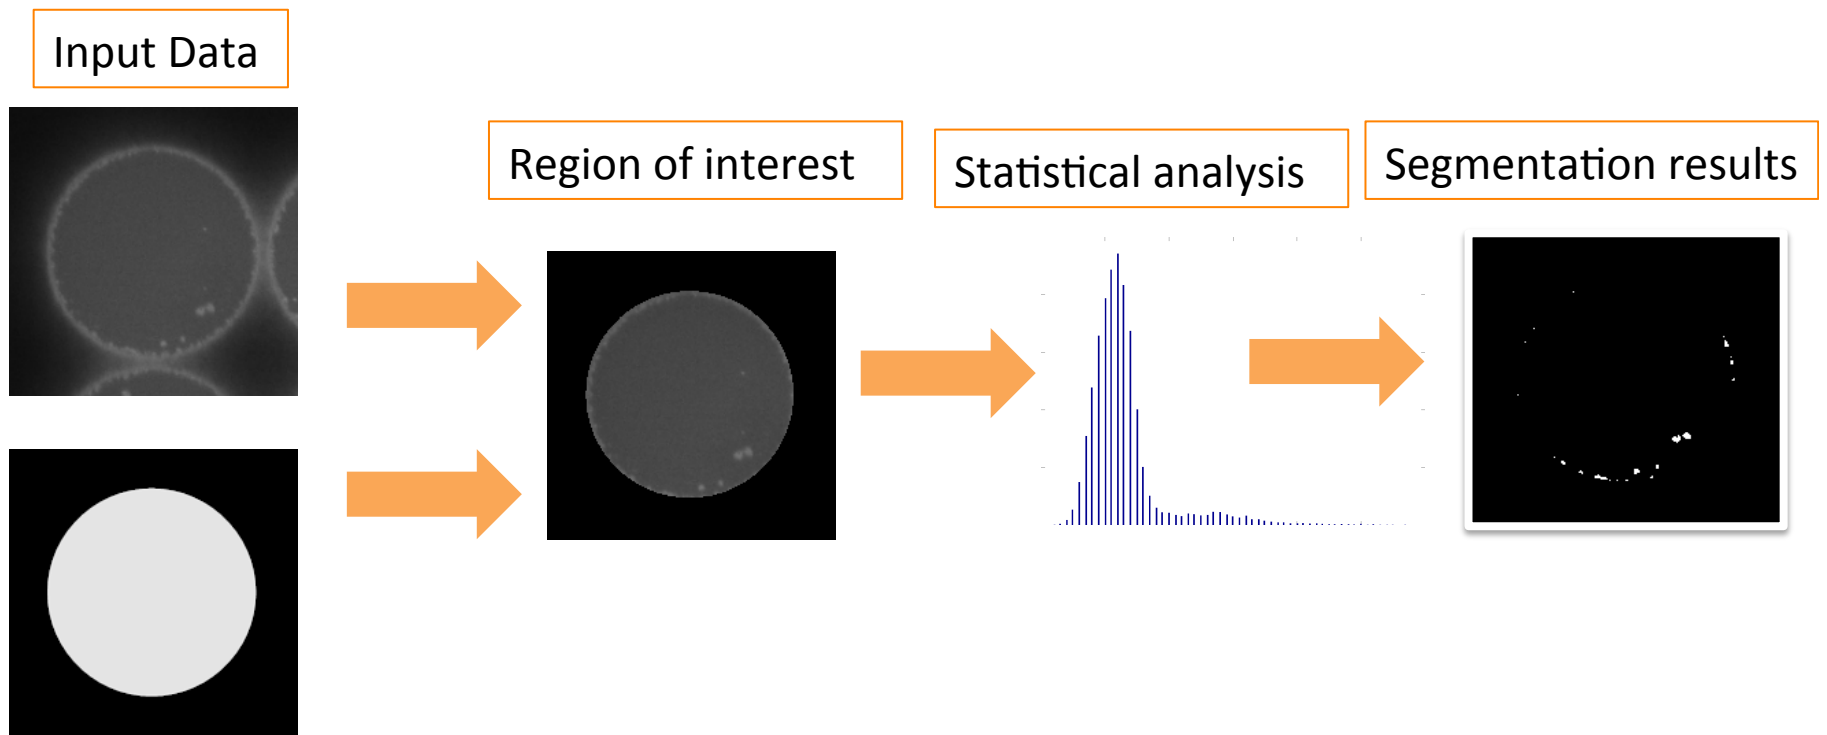 Input Data
Region of interest
Statistical analysis
Segmentation results